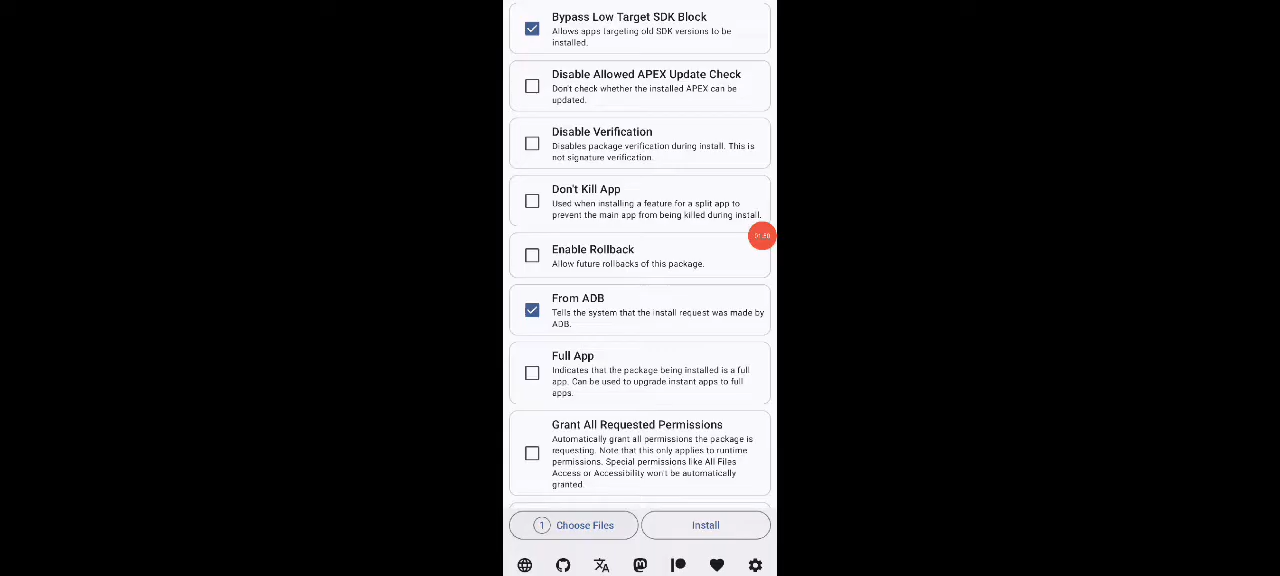 Bypass Low Target SDK Block
Allows apps targeting old SDK versions to be
installed.
Disable Allowed APEX Update Check
Don't check whether the installed APEX can be
updated.
Disable Verification
Disables package verification during install. This is
not signature verification.
Don't Kill App
Used when installing a feature for a split app to
prevent the main app from being killed during install.
Enable Rollback
Allow future rollbacks of this package.
From ADB
Tells the system that the install request was made by
ADB.
Full App
Indicates that the package being installed is a full
app. Can be used to upgrade instant apps to full
apps.
Grant All Requested Permissions
Automatically grant all permissions the package is
requesting. Note that this only applies to runtime
permissions. Special permissions like All Files
Access or Accessibility won't be automatically
granted.
1 Choose Files
Install